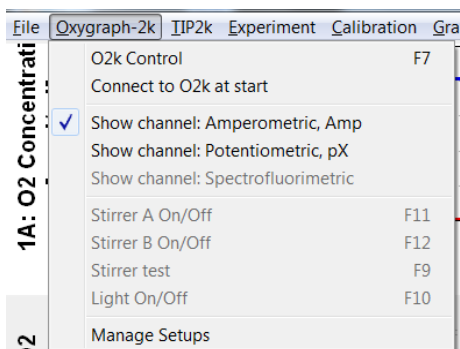 File Oxygraph-2k TIP2k Experiment Calibration Gra
O2k Control F7
Connect to O2k at start
Show channel: Amperometric, Amp
Show channel: Potentiometric, pX
Show channel: Spectrofluorimetric
Stirrer A On/Off F11
Stirrer B On/Off F12
Stirrer test F9
Light On/Off F10
Manage Setups
1A: O2 Concentrati